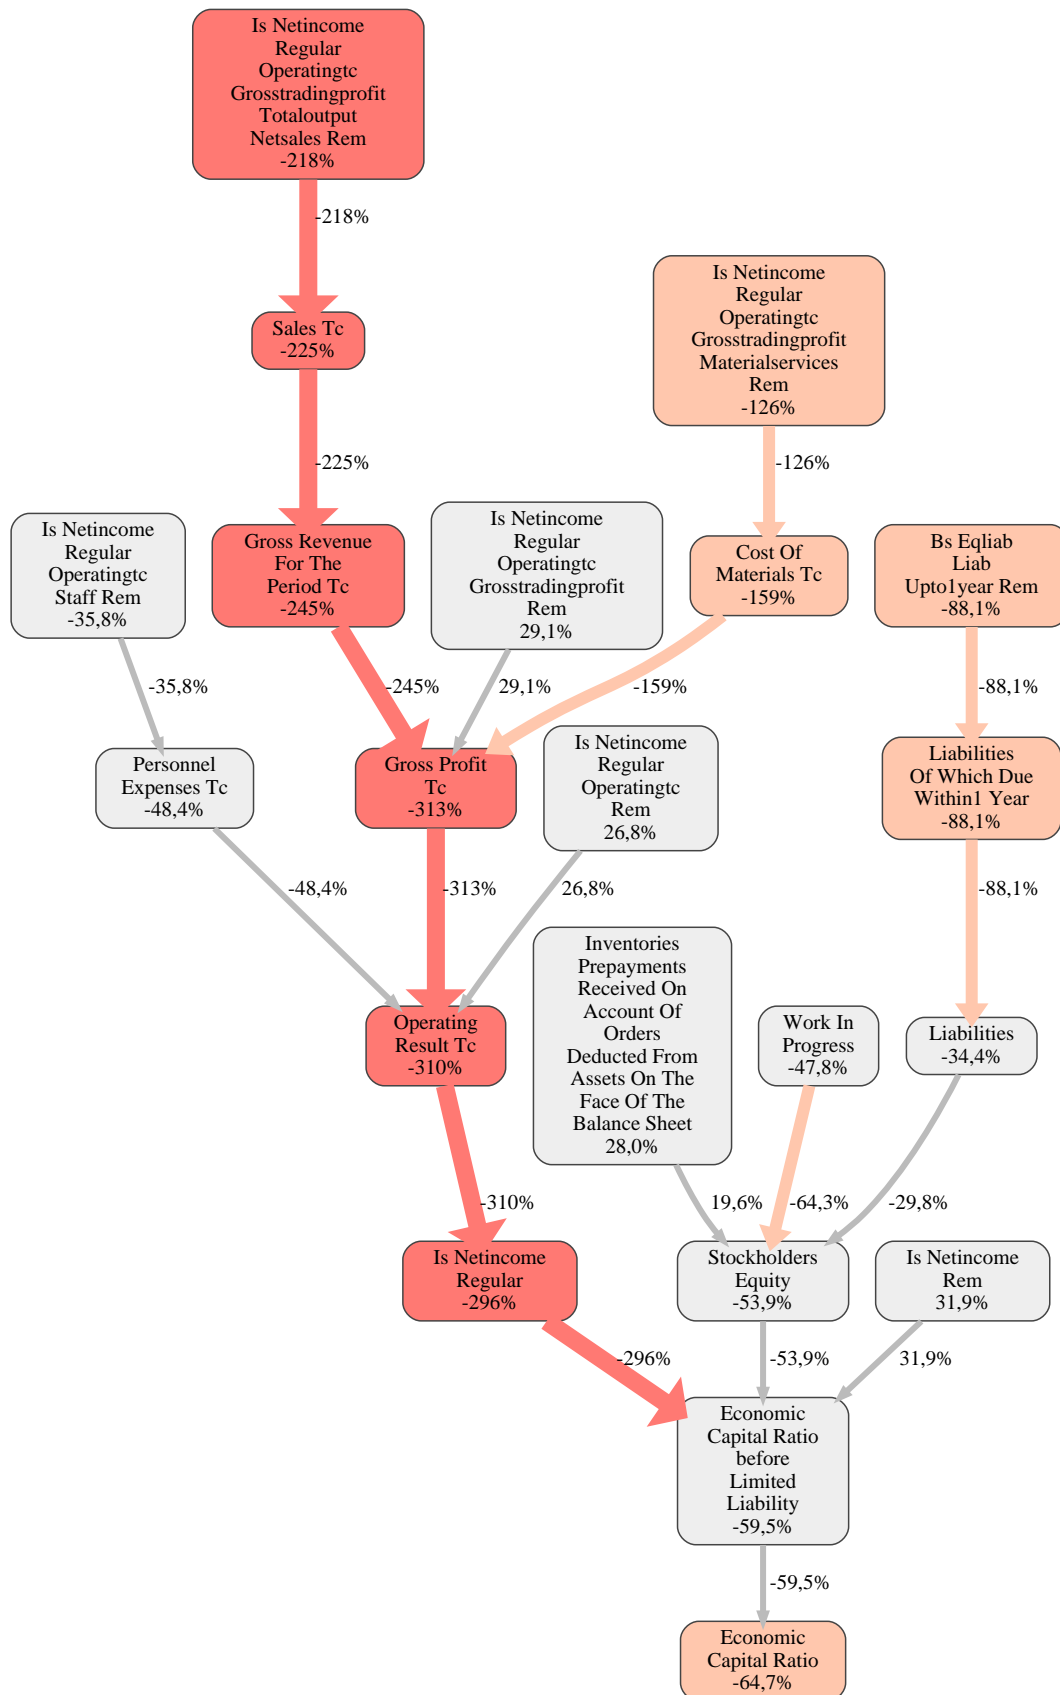 Is Netincome
Regular
Operatingtc
Grosstradingprofit
Totaloutput
Netsales Rem
-218%
-218%
Sales Tc
-225%
Is Netincome
Regular
Operatingtc
Grosstradingprofit
Materialservices
Rem
-126%
-225%
-126%
Is Netincome
Regular
Operatingtc
Staff Rem
-35,8%
Gross Revenue
For The
Period Tc
-245%
Is Netincome
Regular
Operatingtc
Grosstradingprofit
Rem
29,1%
Cost Of
Materials Tc
-159%
Bs Eqliab
Liab
Upto1year Rem
-88,1%
-35,8%
-245%
29,1%
-159%
-88,1%
Personnel
Expenses Tc
-48,4%
Gross Profit
Tc
-313%
Is Netincome
Regular
Operatingtc
Rem
26,8%
Liabilities
Of Which Due
Within1 Year
-88,1%
-48,4%
-313%
26,8%
-88,1%
Inventories
Prepayments
Received On
Account Of
Orders
Deducted From
Assets On The
Face Of The
Balance Sheet
28,0%
Operating
Result Tc
-310%
Work In
Progress
-47,8%
Liabilities
-34,4%
-310%
19,6%
-64,3%
-29,8%
Is Netincome
Regular
-296%
Stockholders
Equity
-53,9%
Is Netincome
Rem
31,9%
-296%
-53,9%
31,9%
Economic
Capital Ratio
before
Limited
Liability
-59,5%
-59,5%
Economic
Capital Ratio
-64,7%